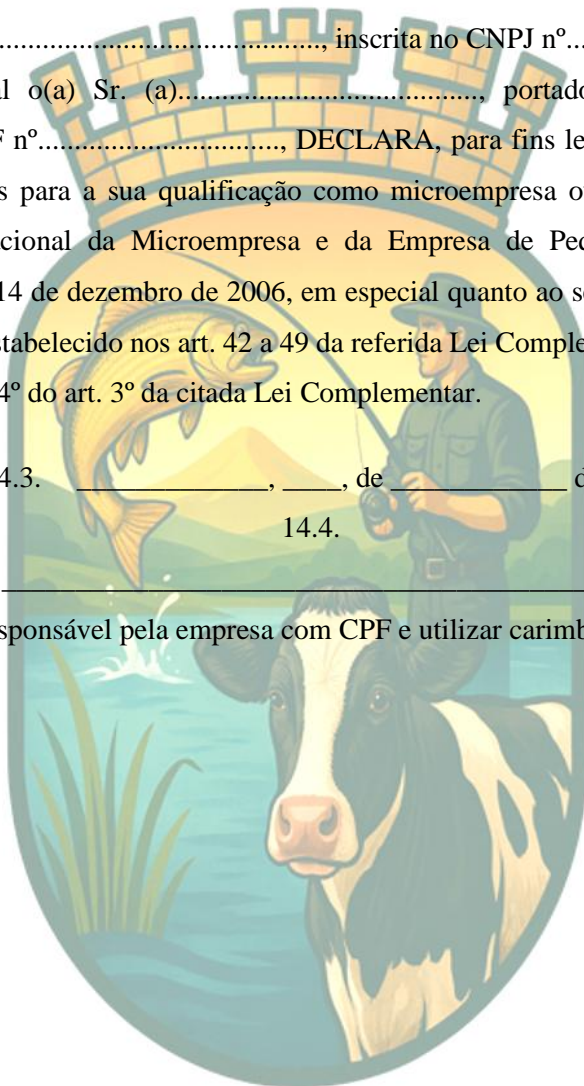 ......................................, inscrita no CNPJ nº...
l o(a) Sr. (a)....................................., portado
F nº.............................., DECLARA, para fins le
s para a sua qualificação como microempresa o
cional da Microempresa e da Empresa de Peq
14 de dezembro de 2006, em especial quanto ao s
stabelecido nos art. 42 a 49 da referida Lei Comple
4º do art. 3º da citada Lei Complementar.
4.3. _____________, ____, de ____________ d
14.4.
________________________________________
sponsável pela empresa com CPF e utilizar carimb